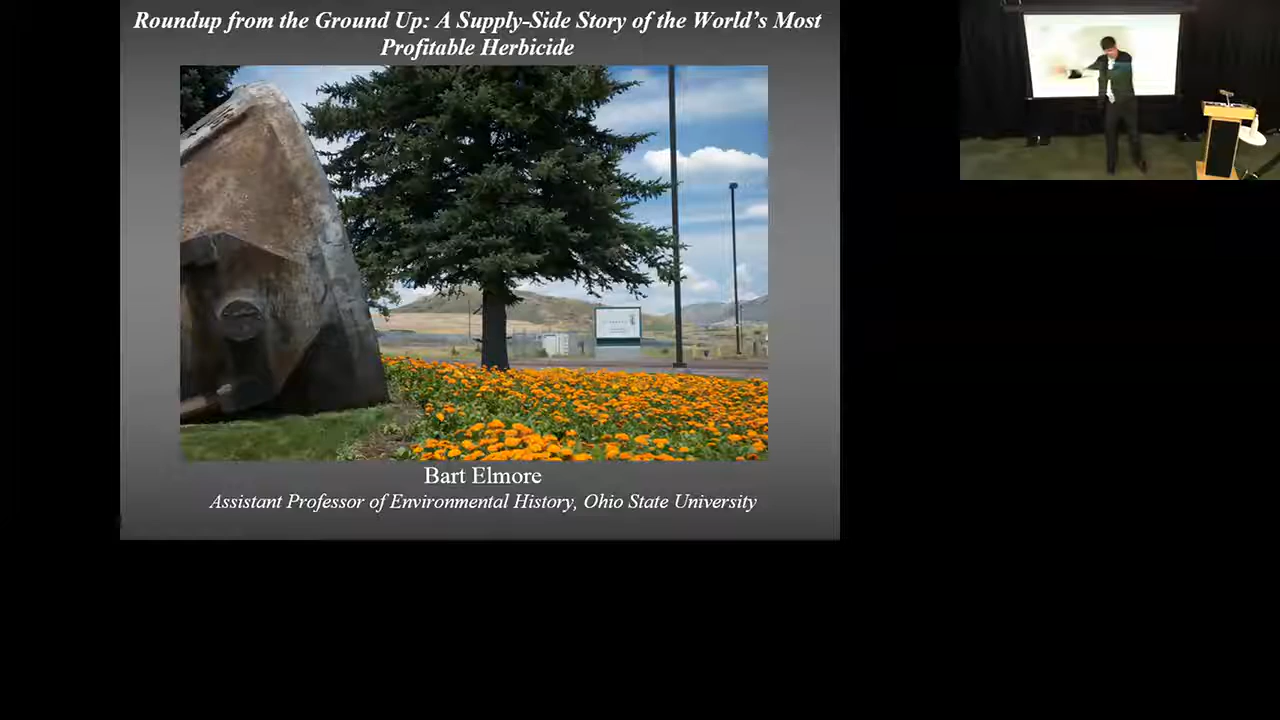 Roundup from the Ground Up: A Supply-Side Story of the World's Most
Profitable Herbicide
Bart Elmore
Assistant Professor of Environmental History, Ohio State University